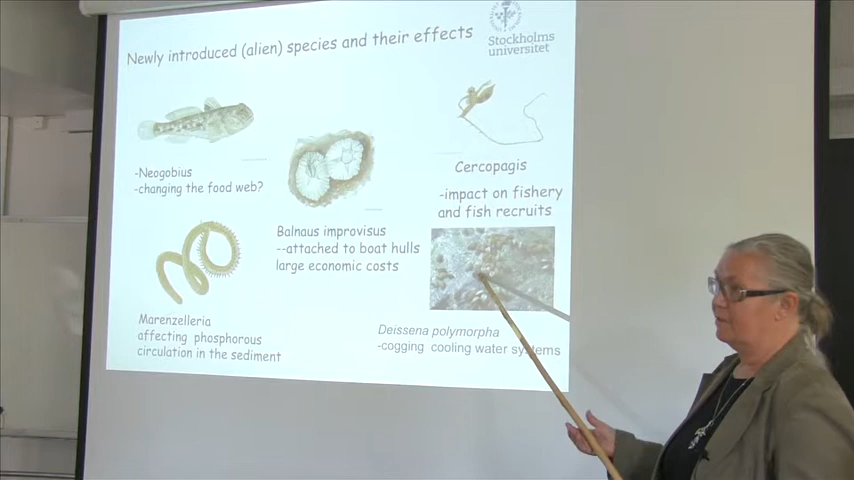 Newly introduced (alien) species and their effects
Stockholms
universitet
-Neogobius
-changing the food web?
Cercopagis
-impact on fishery
and fish recruits
Balnaus improvisus
--attached to boat hulls
large economic costs
Marenzelleria
affecting phosphorous
circulation in the sediment
Deissena polymorpha
-cogging cooling water systems